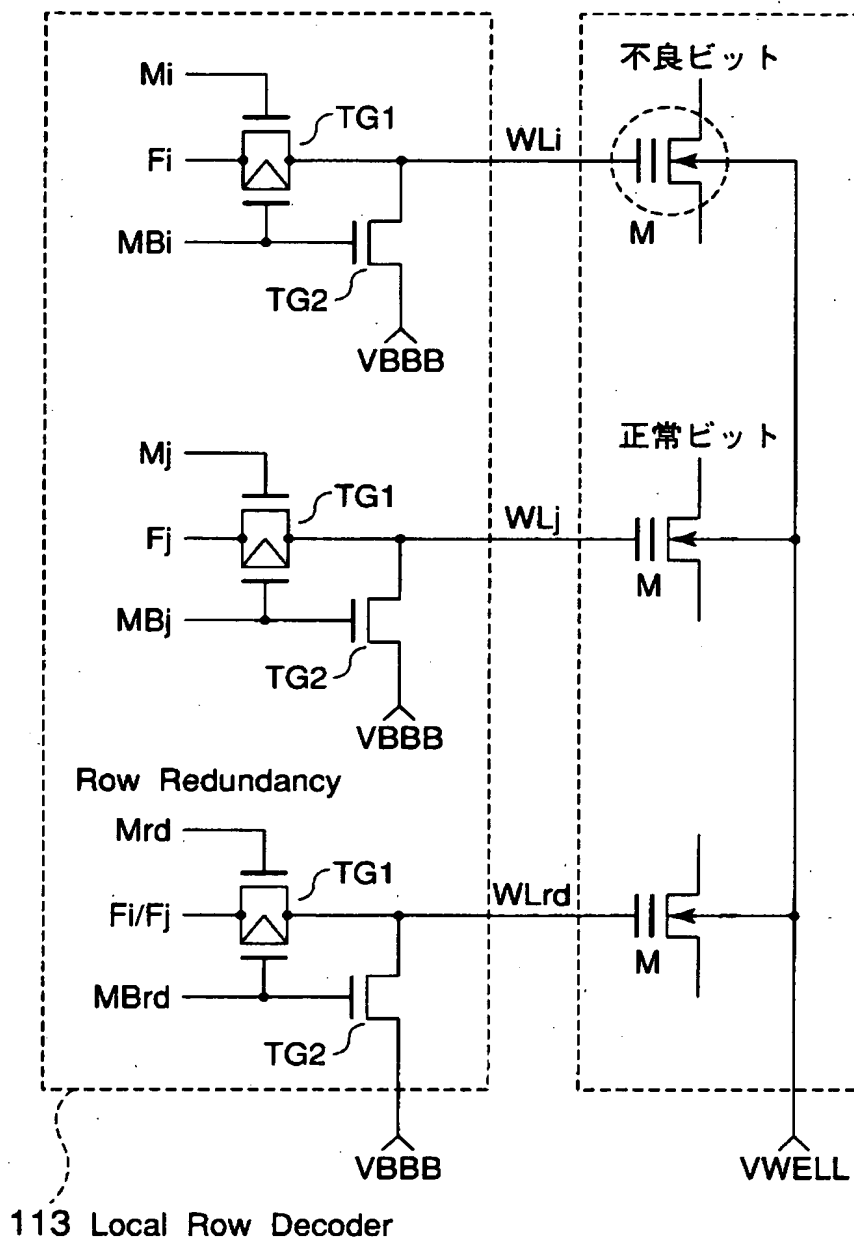 Mi
TG1
Fi
MBi
TG2
VBBB
WLi
不良ビット
M
Mj
TG1
Fj
MBj
TG2
VBBB
WLj
正常ビット
M
Row Redundancy
Mrd
TG1
Fi/Fj
MBrd
TG2
VBBB
WLrd
M
VWELL
113 Local Row Decoder